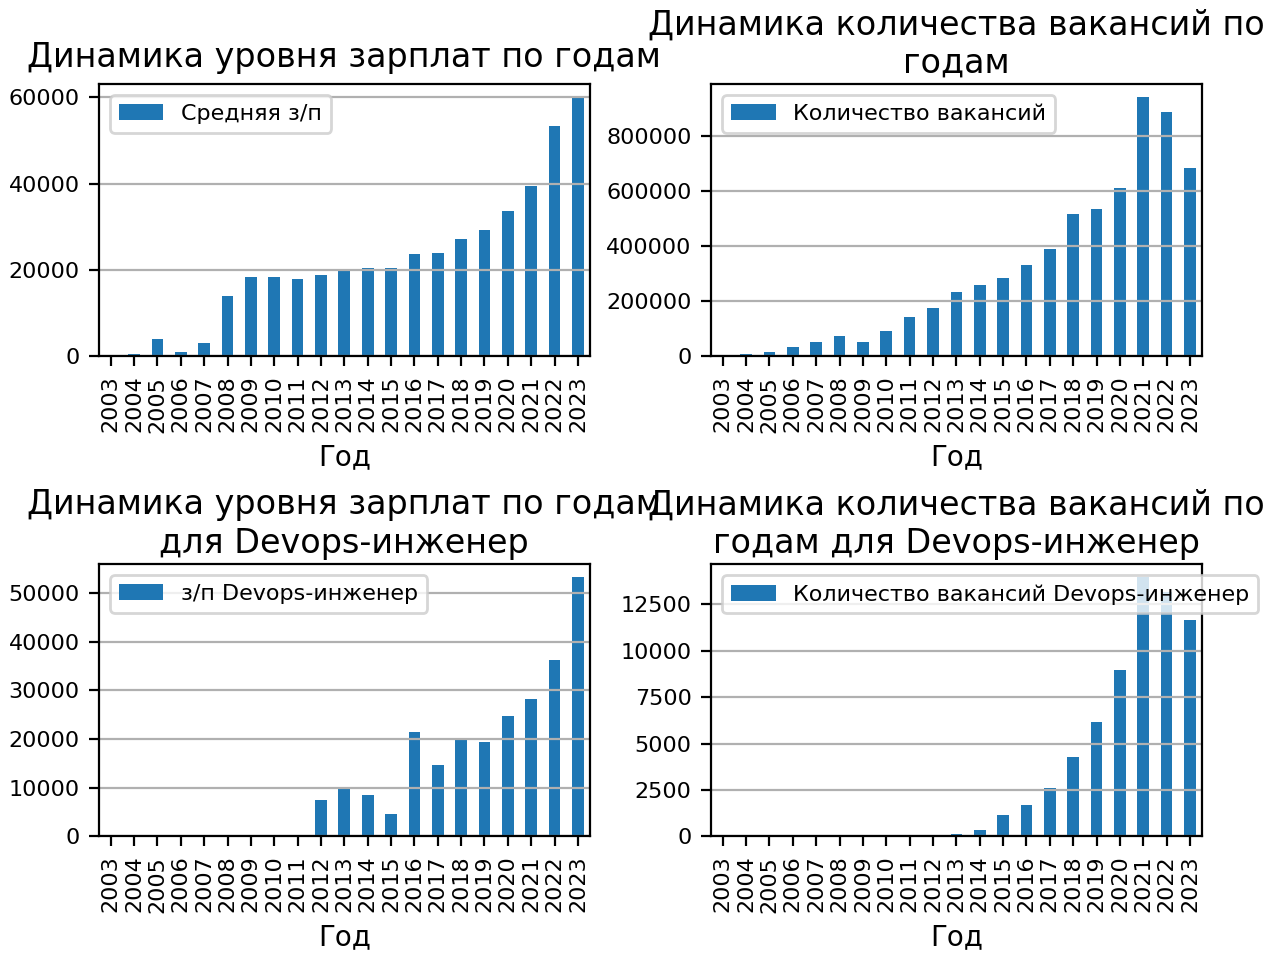 Динамика уровня зарплат по годам
60000
40000
20000
0
Средняя з/п
2003 2004 2005 2006 2007 2008 2009 2010 2011 2012 2013 2014 2015 2016 2017 2018 2019 2020 2021 2022 2023
Год
Динамика количества вакансий по
годам
800000
600000
400000
200000
0
Количество вакансий
2003 2004 2005 2006 2007 2008 2009 2010 2011 2012 2013 2014 2015 2016 2017 2018 2019 2020 2021 2022 2023
Год
Динамика уровня зарплат по годам
для Devops-инженер
50000
40000
30000
20000
10000
0
з/п Devops-инженер
2003 2004 2005 2006 2007 2008 2009 2010 2011 2012 2013 2014 2015 2016 2017 2018 2019 2020 2021 2022 2023
Год
Динамика количества вакансий по
годам для Devops-инженер
12500
10000
7500
5000
2500
0
Количество вакансий Devops-инженер
2003 2004 2005 2006 2007 2008 2009 2010 2011 2012 2013 2014 2015 2016 2017 2018 2019 2020 2021 2022 2023
Год